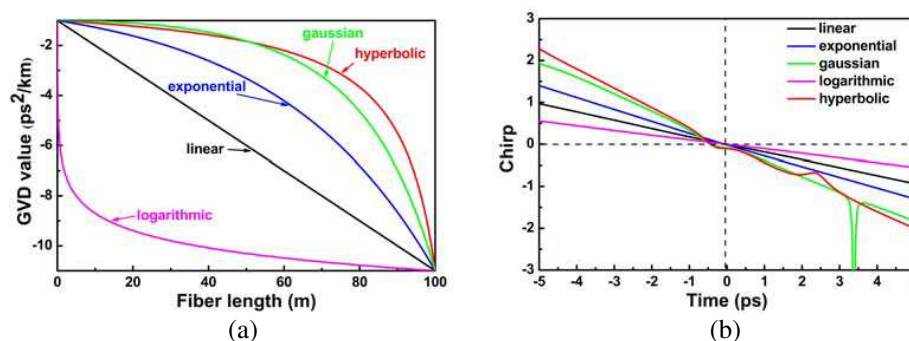 -2
-4
-6
-8
-10
GVD value (ps²/km)
gaussian
hyperbolic
exponential
linear
logarithmic
0 20 40 60 80 100
Fiber length (m)
(a)
3
2
1
0
-1
-2
-3
Chirp
linear
exponential
gaussian
logarithmic
hyperbolic
-5 -4 -3 -2 -1 0 1 2 3 4
Time (ps)
(b)